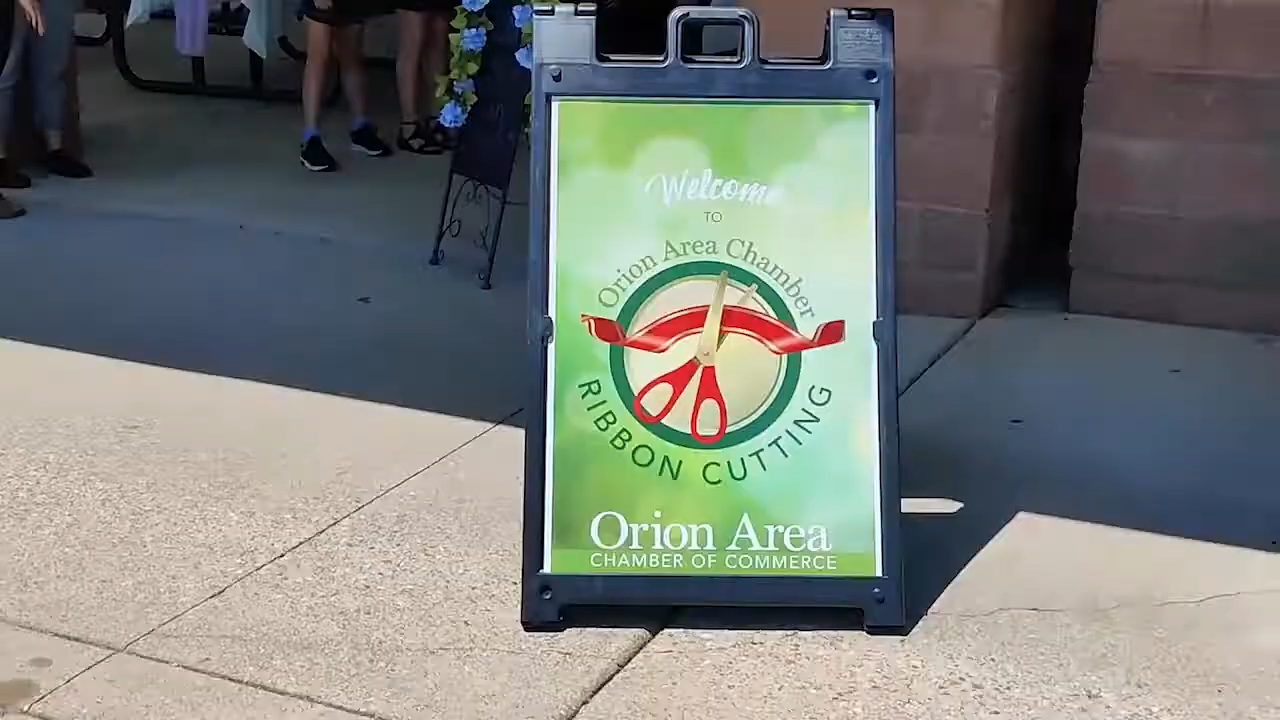 Welcome
TO
Orion Area Chamber
RIBBON CUTTING
Orion Area
CHAMBER OF COMMERCE